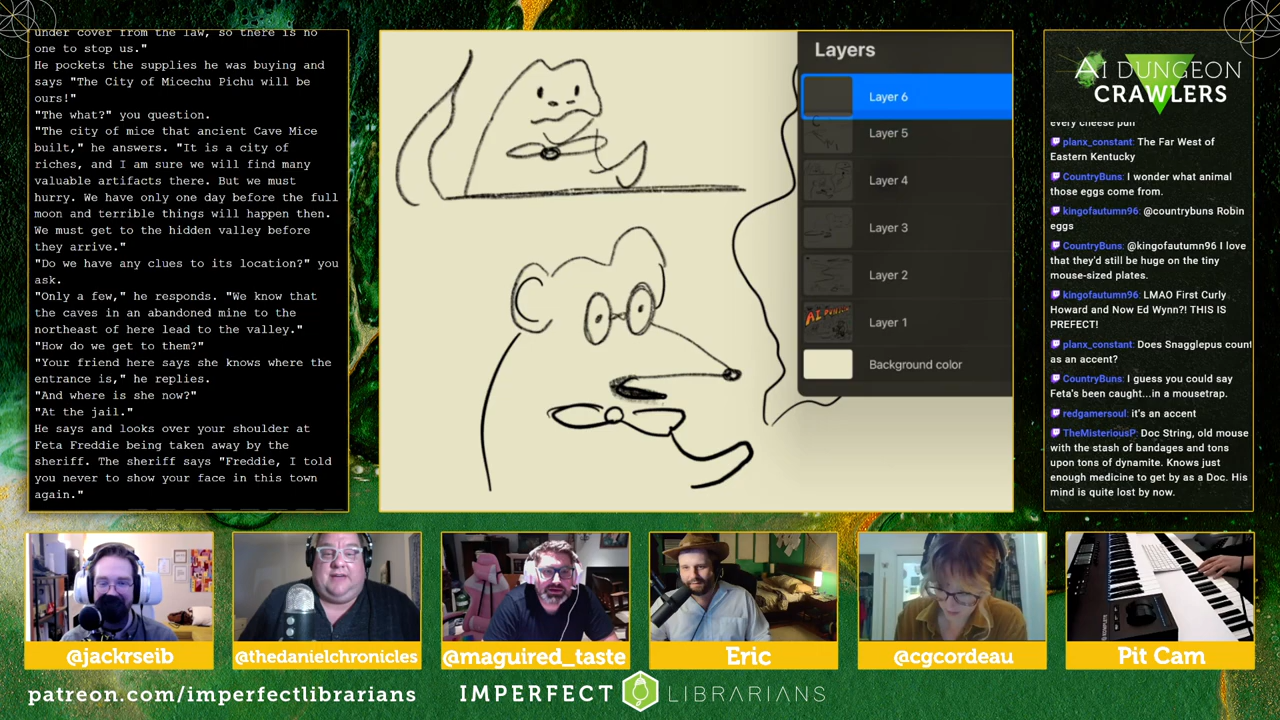 under cover from the law, so there is no
one to stop us."
He pockets the supplies he was buying and
says "The City of Micechu Pichu will be
ours!"
"The what?" you question.
"The city of mice that ancient Cave Mice
built," he answers. "It is a city of
riches, and I am sure we will find many
valuable artifacts there. But we must
hurry. We have only one day before the full
moon and terrible things will happen then.
We must get to the hidden valley before
they arrive."
"Do we have any clues to its location?" you
ask.
"Only a few," he responds. "We know that
the caves in an abandoned mine to the
northeast of here lead to the valley."
"How do we get to them?"
"Your friend here says she knows where the
entrance is," he replies.
"And where is she now?"
"At the jail."
He says and looks over your shoulder at
Feta Freddie being taken away by the
sheriff. The sheriff says "Freddie, I told
you never to show your face in this town
again."
Layers
Layer 6
Layer 5
Layer 4
Layer 3
Layer 2
Layer 1
Background color
AI DUNGEON
CRAWLERS
every cheese puff
planx_constant: The Far West of
Eastern Kentucky
CountryBuns: I wonder what animal
those eggs come from.
kingofautumn96: @countrybuns Robin
eggs
CountryBuns: @kingofautumn96 I love
that they'd still be huge on the tiny
mouse-sized plates.
kingofautumn96: LMAO First Curly
Howard and Now Ed Wynn?! THIS IS
PREFECT!
planx_constant: Does Snagglepus count
as an accent?
CountryBuns: I guess you could say
Feta's been caught...in a mousetrap.
redgamersoul: it's an accent
TheMisteriousP: Doc String, old mouse
with the stash of bandages and tons
upon tons of dynamite. Knows just
enough medicine to get by as a Doc. His
mind is quite lost by now.
@jackrseib
@thedanielchronicles
@maguired_taste
Eric
@cgcordeau
Pit Cam
patreon.com/imperfectlibrarians
IMPERFECT LIBRARIANS